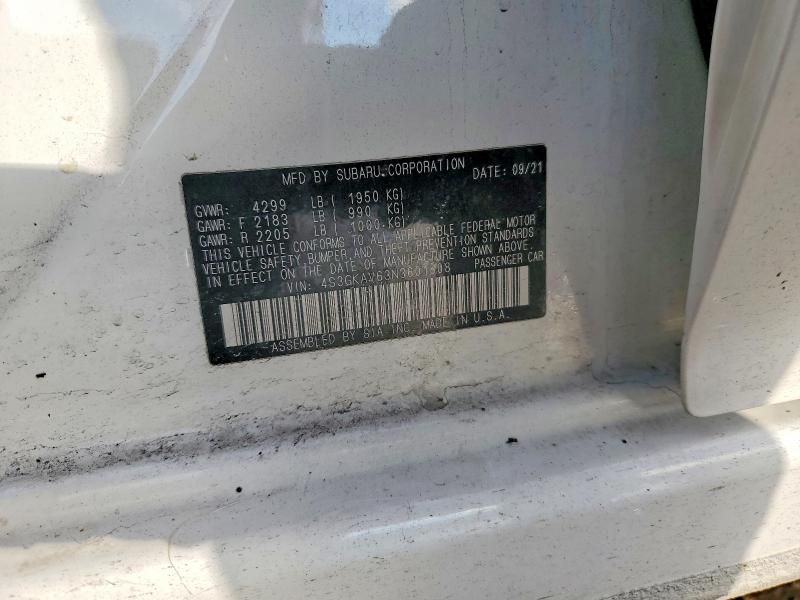 MFD BY SUBARU CORPORATION DATE: 09/21
GVWR: 4299 LB ( 1950 KG)
GAWR: F 2183 LB ( 990 KG)
GAWR: R 2205 LB ( 1000 KG)
THIS VEHICLE CONFORMS TO ALL APPLICABLE FEDERAL MOTOR
VEHICLE SAFETY BUMPER AND THEFT PREVENTION STANDARDS
IN EFFECT ON THE DATE OF MANUFACTURE SHOWN ABOVE.
VIN: PASSENGER CAR
ASSEMBLED BY SIA INC. MADE IN U.S.A.